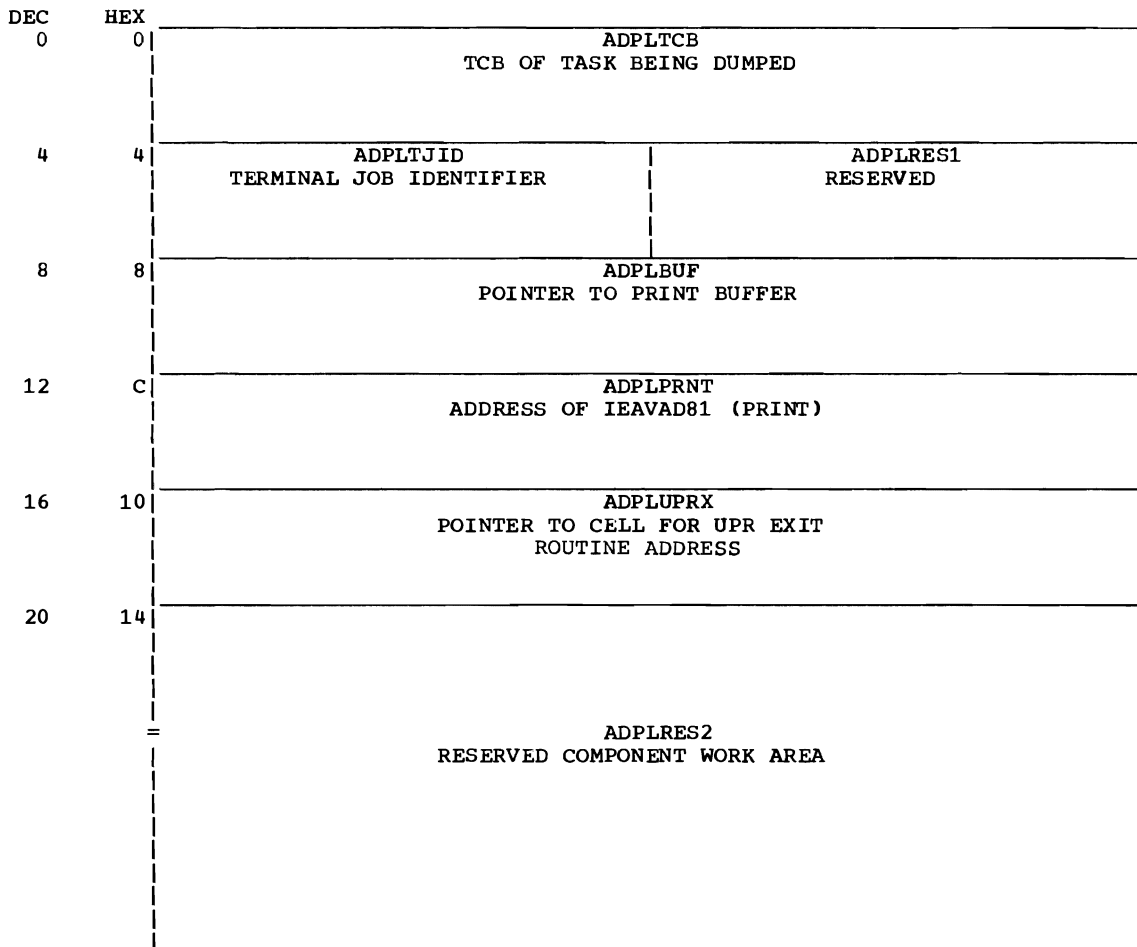 DEC HEX
0 0 ADPLTCB
TCB OF TASK BEING DUMPED
4 4 ADPLTJID ADPLRES1
TERMINAL JOB IDENTIFIER RESERVED
8 8 ADPLBUF
POINTER TO PRINT BUFFER
12 C ADPLPRNT
ADDRESS OF IEAVAD81 (PRINT)
16 10 ADPLUPRX
POINTER TO CELL FOR UPR EXIT
ROUTINE ADDRESS
20 14
= ADPLRES2
RESERVED COMPONENT WORK AREA